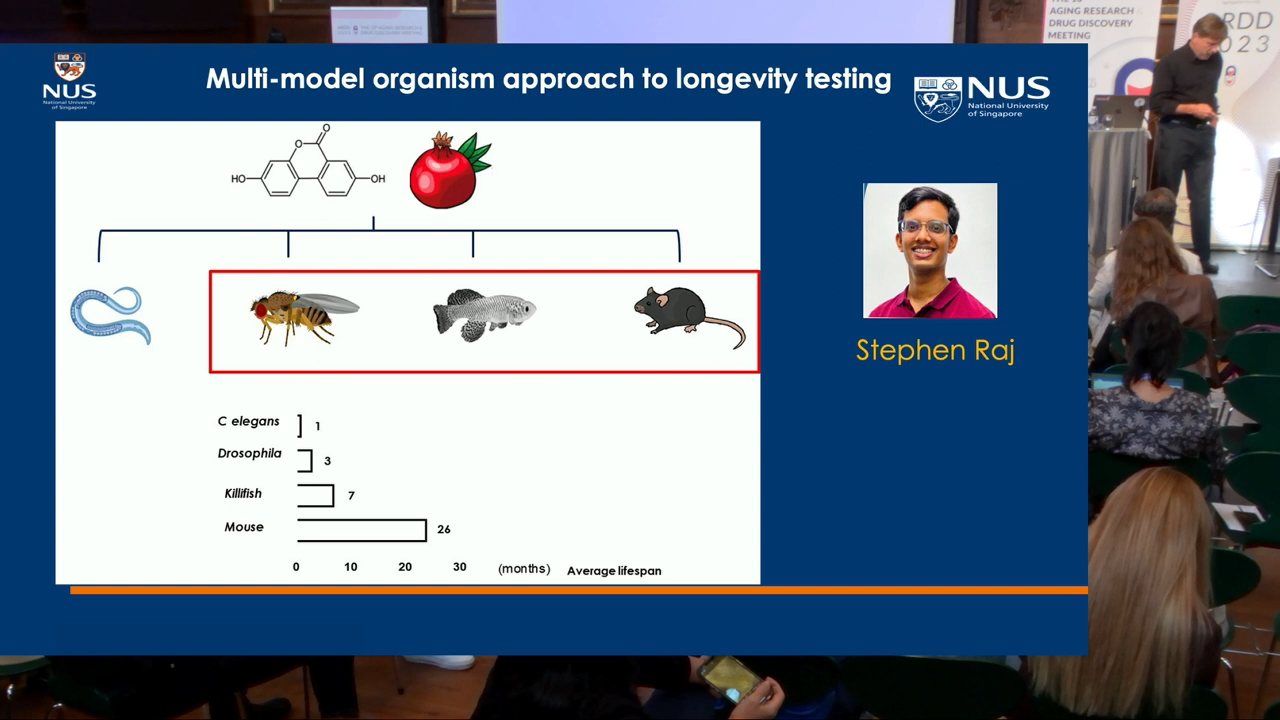 AGING RESEARCH
DRUG DISCOVERY
MEETING
2023
NUS
National University
of Singapore
Multi-model organism approach to longevity testing
NUS
National University
of Singapore
O
O
HO
OH
Stephen Raj
C elegans
1
Drosophila
3
Killifish
7
Mouse
26
0 10 20 30 (months) Average lifespan